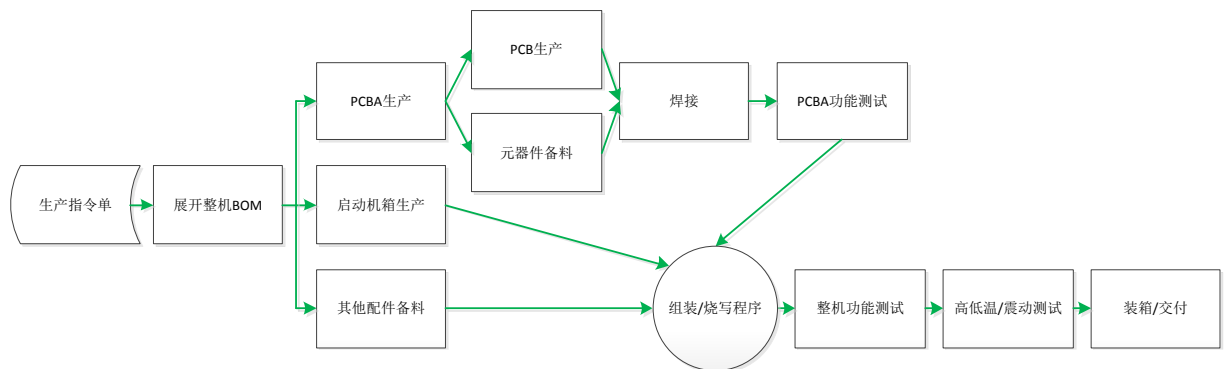 PCB生产
PCBA生产
焊接
PCBA功能测试
元器件备料
生产指令单
展开整机BOM
启动机箱生产
其他配件备料
组装/烧写程序
整机功能测试
高低温/震动测试
装箱/交付